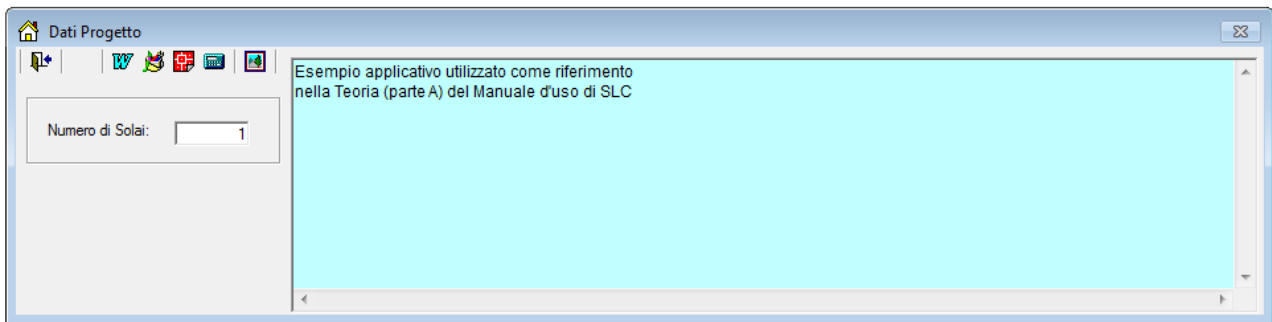 Dati Progetto
W
Esempio applicativo utilizzato come riferimento
nella Teoria (parte A) del Manuale d'uso di SLC
Numero di Solai: 1